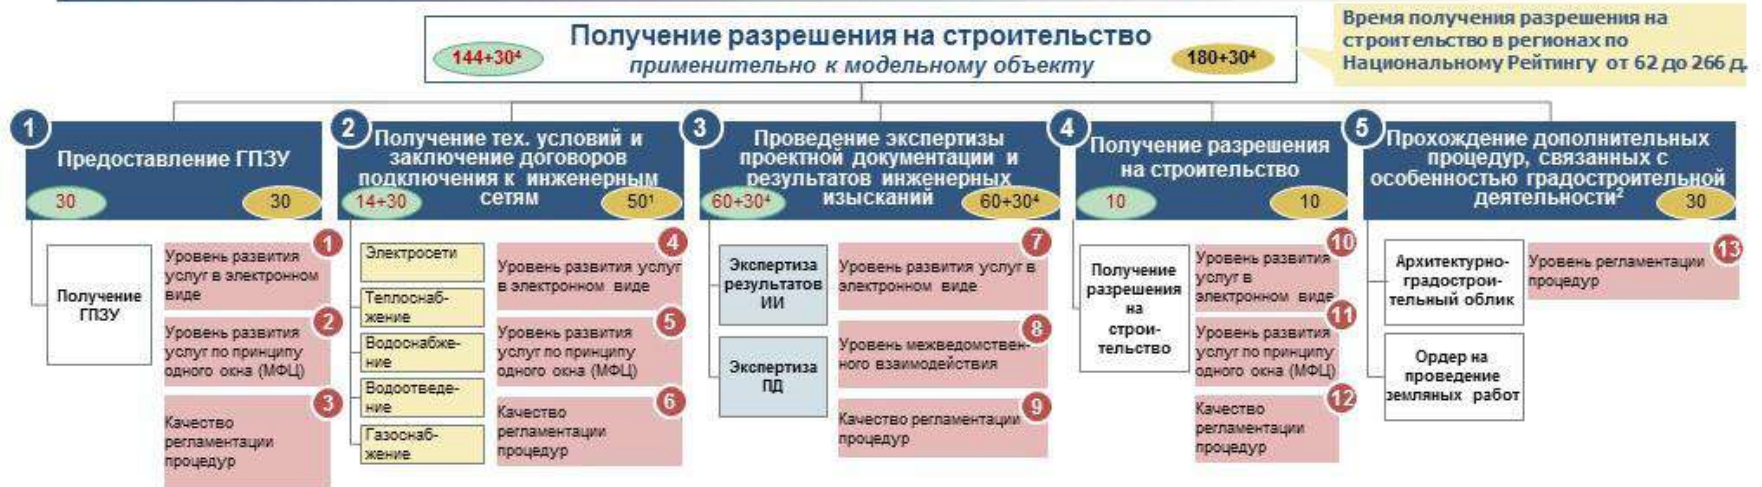 144+30⁴
Получение разрешения на строительство
применительно к модельному объекту
180+30⁴
Время получения разрешения на
строительство в регионах по
Национальному Рейтингу от 62 до 266 д.
1
Предоставление ГПЗУ
30
30
Получение
ГПЗУ
1
Уровень развития
услуг в электронном
виде
2
Уровень развития
услуг по принципу
одного окна (МФЦ)
3
Качество
регламентации
процедур
2
Получение тех. условий и
заключение договоров
подключения к инженерным
сетям
14+30
50¹
Электросети
Теплоснаб-
жение
Водоснабже-
ние
Водоотведе-
ние
Газоснаб-
жение
4
Уровень развития услуг
в электронном виде
5
Уровень развития
услуг по принципу
одного окна (МФЦ)
6
Качество
регламентации
процедур
3
Проведение экспертизы
проектной документации и
результатов инженерных
изысканий
60+30⁴
60+30⁴
Экспертиза
результатов
ИИ
Экспертиза
ПД
7
Уровень развития услуг в
электронном виде
8
Уровень межведомствен-
ного взаимодействия
9
Качество регламентации
процедур
4
Получение разрешения
на строительство
10
10
Получение
разрешения
на
строи-
тельство
10
Уровень развития
услуг в
электронном виде
11
Уровень развития
услуг по принципу
одного окна (МФЦ)
12
Качество
регламентации
процедур
5
Прохождение дополнительных
процедур, связанных с
особенностью градостроительной
деятельности²
30
Архитектурно-
градострои-
тельный облик
Ордер на
проведение
земляных работ
13
Уровень регламентации
процедур